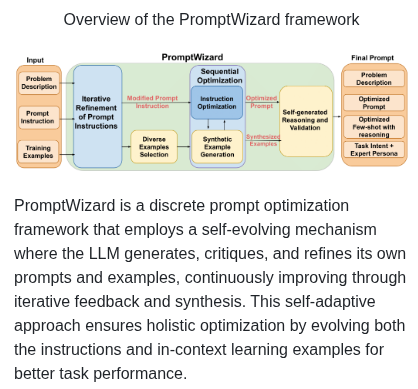 Overview of the PromptWizard framework
Input
PromptWizard
Final Prompt
Problem
Description
Prompt
Instruction
Training
Examples
Iterative
Refinement
of Prompt
Instructions
Modified Prompt
Instruction
Diverse
Examples
Selection
Sequential
Optimization
Instruction
Optimization
Synthetic
Example
Generation
Optimized
Prompt
Synthesized
Examples
Self-generated
Reasoning and
Validation
Problem
Description
Optimized
Prompt
Optimized
Few-shot with
reasoning
Task Intent +
Expert Persona
PromptWizard is a discrete prompt optimization
framework that employs a self-evolving mechanism
where the LLM generates, critiques, and refines its own
prompts and examples, continuously improving through
iterative feedback and synthesis. This self-adaptive
approach ensures holistic optimization by evolving both
the instructions and in-context learning examples for
better task performance.